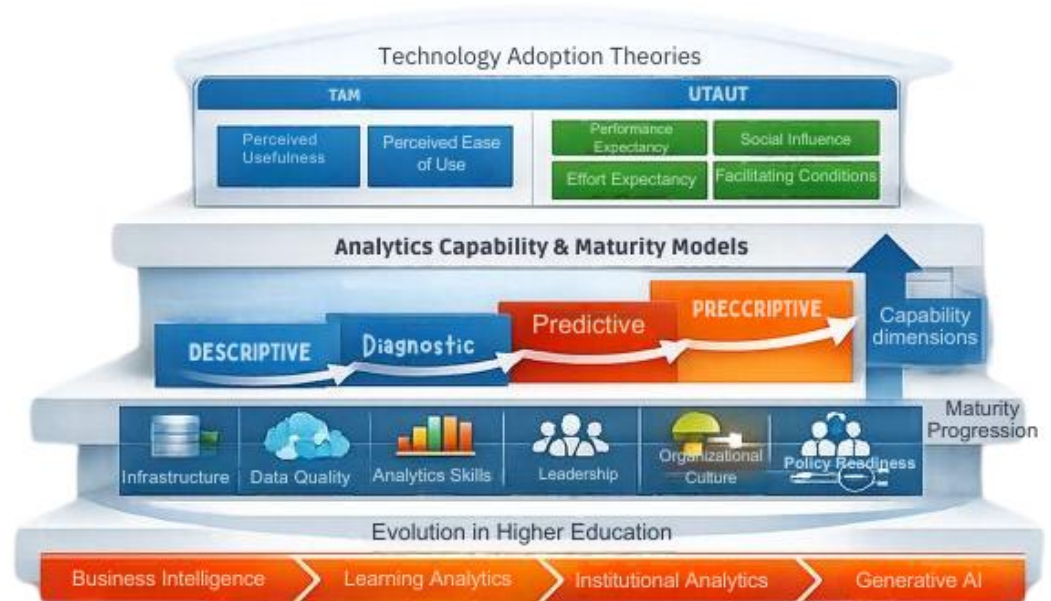 Technology Adoption Theories
TAM
UTAUT
Perceived
Usefulness
Perceived Ease
of Use
Performance
Expectancy
Social Influence
Effort Expectancy
Facilitating Conditions
Analytics Capability & Maturity Models
DESCRIPTIVE
Diagnostic
Predictive
PRECCRIPTIVE
Capability
dimensions
Maturity
Progression
Infrastructure
Data Quality
Analytics Skills
Leadership
Organizational
Culture
Policy Readiness
Evolution in Higher Education
Business Intelligence
Learning Analytics
Institutional Analytics
Generative AI